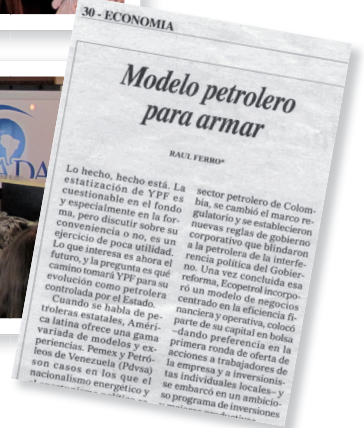 30 - ECONOMIA
Modelo petrolero
para armar
RAUL FERRO*
Lo hecho, hecho está. La
estatización de YPF es
cuestionable en el fondo
y especialmente en la for-
ma, pero discutir sobre su
conveniencia o no, es un
ejercicio de poca utilidad.
Lo que interesa es ahora el
futuro, y la pregunta es qué
camino tomará YPF para su
evolución como petrolera
controlada por el Estado.
Cuando se habla de pe-
troleras estatales, Améri-
ca latina ofrece una gama
variada de modelos y ex-
periencias. Pemex y Petró-
leos de Venezuela (Pdvsa)
son casos en los que el
nacionalismo energético y
sector petrolero de Colom-
bia, se cambió el marco re-
gulatorio y se establecieron
nuevas reglas de gobierno
corporativo que blindaron
a la petrolera de la interfe-
rencia política del Gobier-
no. Una vez concluida esa
reforma, Ecopetrol incorpo-
ró un modelo de negocios
centrado en la eficiencia fi-
nanciera y operativa, colocó
parte de su capital en bolsa
–dando preferencia en la
primera ronda de oferta de
acciones a trabajadores de
la empresa y a inversionis-
tas individuales locales– y
se embarcó en un ambicio-
so programa de inversiones
DA